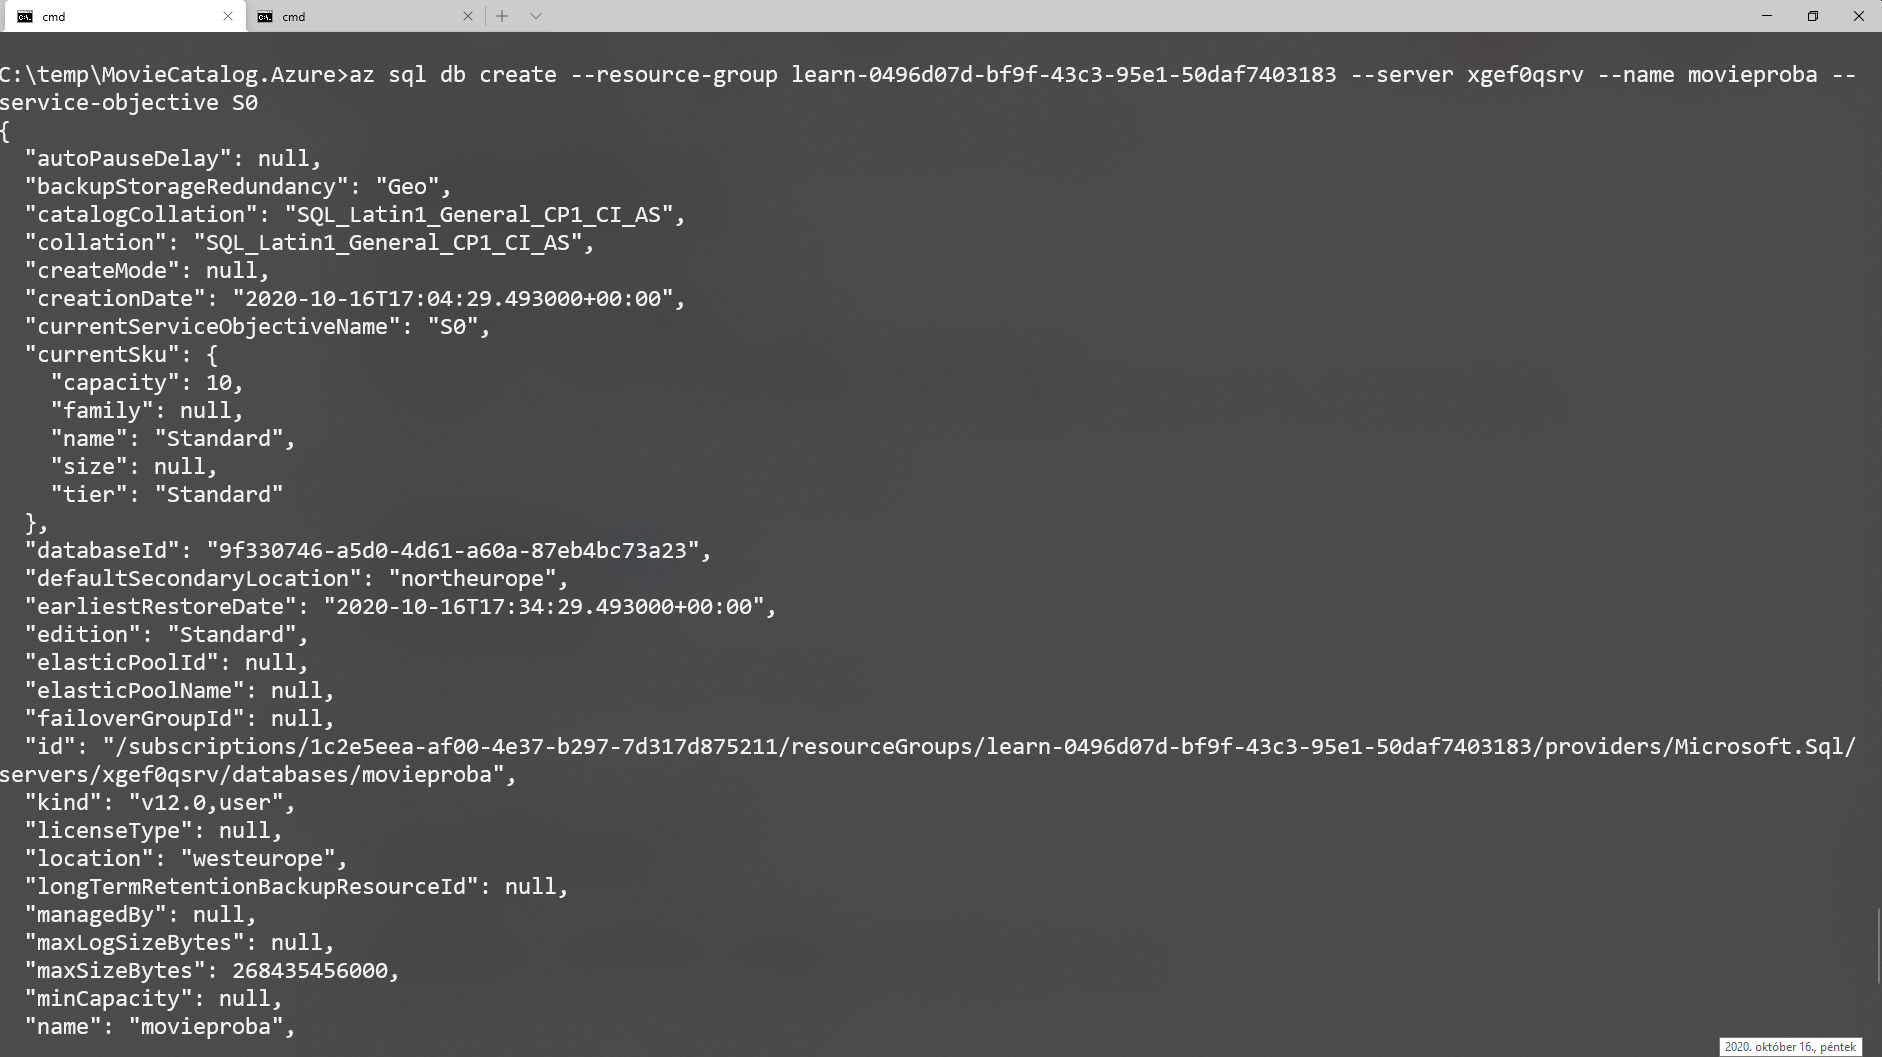 cmd
cmd
C:\temp\MovieCatalog.Azure>az sql db create --resource-group learn-0496d07d-bf9f-43c3-95e1-50daf7403183 --server xgef0qsrv --name movieproba --
service-objective S0
{
  "autoPauseDelay": null,
  "backupStorageRedundancy": "Geo",
  "catalogCollation": "SQL_Latin1_General_CP1_CI_AS",
  "collation": "SQL_Latin1_General_CP1_CI_AS",
  "createMode": null,
  "creationDate": "2020-10-16T17:04:29.493000+00:00",
  "currentServiceObjectiveName": "S0",
  "currentSku": {
    "capacity": 10,
    "family": null,
    "name": "Standard",
    "size": null,
    "tier": "Standard"
  },
  "databaseId": "9f330746-a5d0-4d61-a60a-87eb4bc73a23",
  "defaultSecondaryLocation": "northeurope",
  "earliestRestoreDate": "2020-10-16T17:34:29.493000+00:00",
  "edition": "Standard",
  "elasticPoolId": null,
  "elasticPoolName": null,
  "failoverGroupId": null,
  "id": "/subscriptions/1c2e5eea-af00-4e37-b297-7d317d875211/resourceGroups/learn-0496d07d-bf9f-43c3-95e1-50daf7403183/providers/Microsoft.Sql/
servers/xgef0qsrv/databases/movieproba",
  "kind": "v12.0,user",
  "licenseType": null,
  "location": "westeurope",
  "longTermRetentionBackupResourceId": null,
  "managedBy": null,
  "maxLogSizeBytes": null,
  "maxSizeBytes": 268435456000,
  "minCapacity": null,
  "name": "movieproba",
2020. október 16., péntek